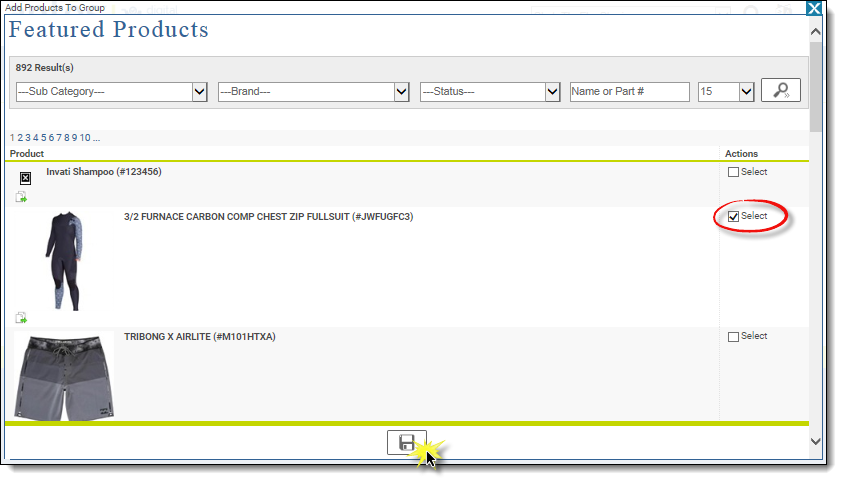 Add Products To Group
Featured Products
892 Result(s)
---Sub Category--- ---Brand--- ---Status--- Name or Part # 15
1 2 3 4 5 6 7 8 9 10 ...
Product Actions
Invati Shampoo (#123456) Select
3/2 FURNACE CARBON COMP CHEST ZIP FULLSUIT (#JWFUGFC3) Select
TRIBONG X AIRLITE (#M101HTXA) Select